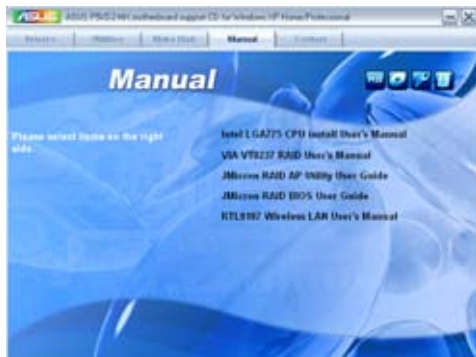 ASUS P5VD2-MX motherboard support CD for Windows XP Home/Professional
Drivers Utilities Make Disk Manual Contact
Manual
Please select items on the right
side.
Intel LGA775 CPU install User's Manual
VIA VT8237 RAID User's Manual
JMicron RAID AP Utility User Guide
JMicron RAID BIOS User Guide
RTL8187 Wireless LAN User's Manual